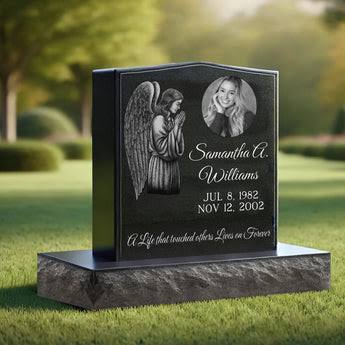 Samantha A.
Williams
JUL 8, 1982
NOV 12, 2002
A Life that touched others Lives on Forever